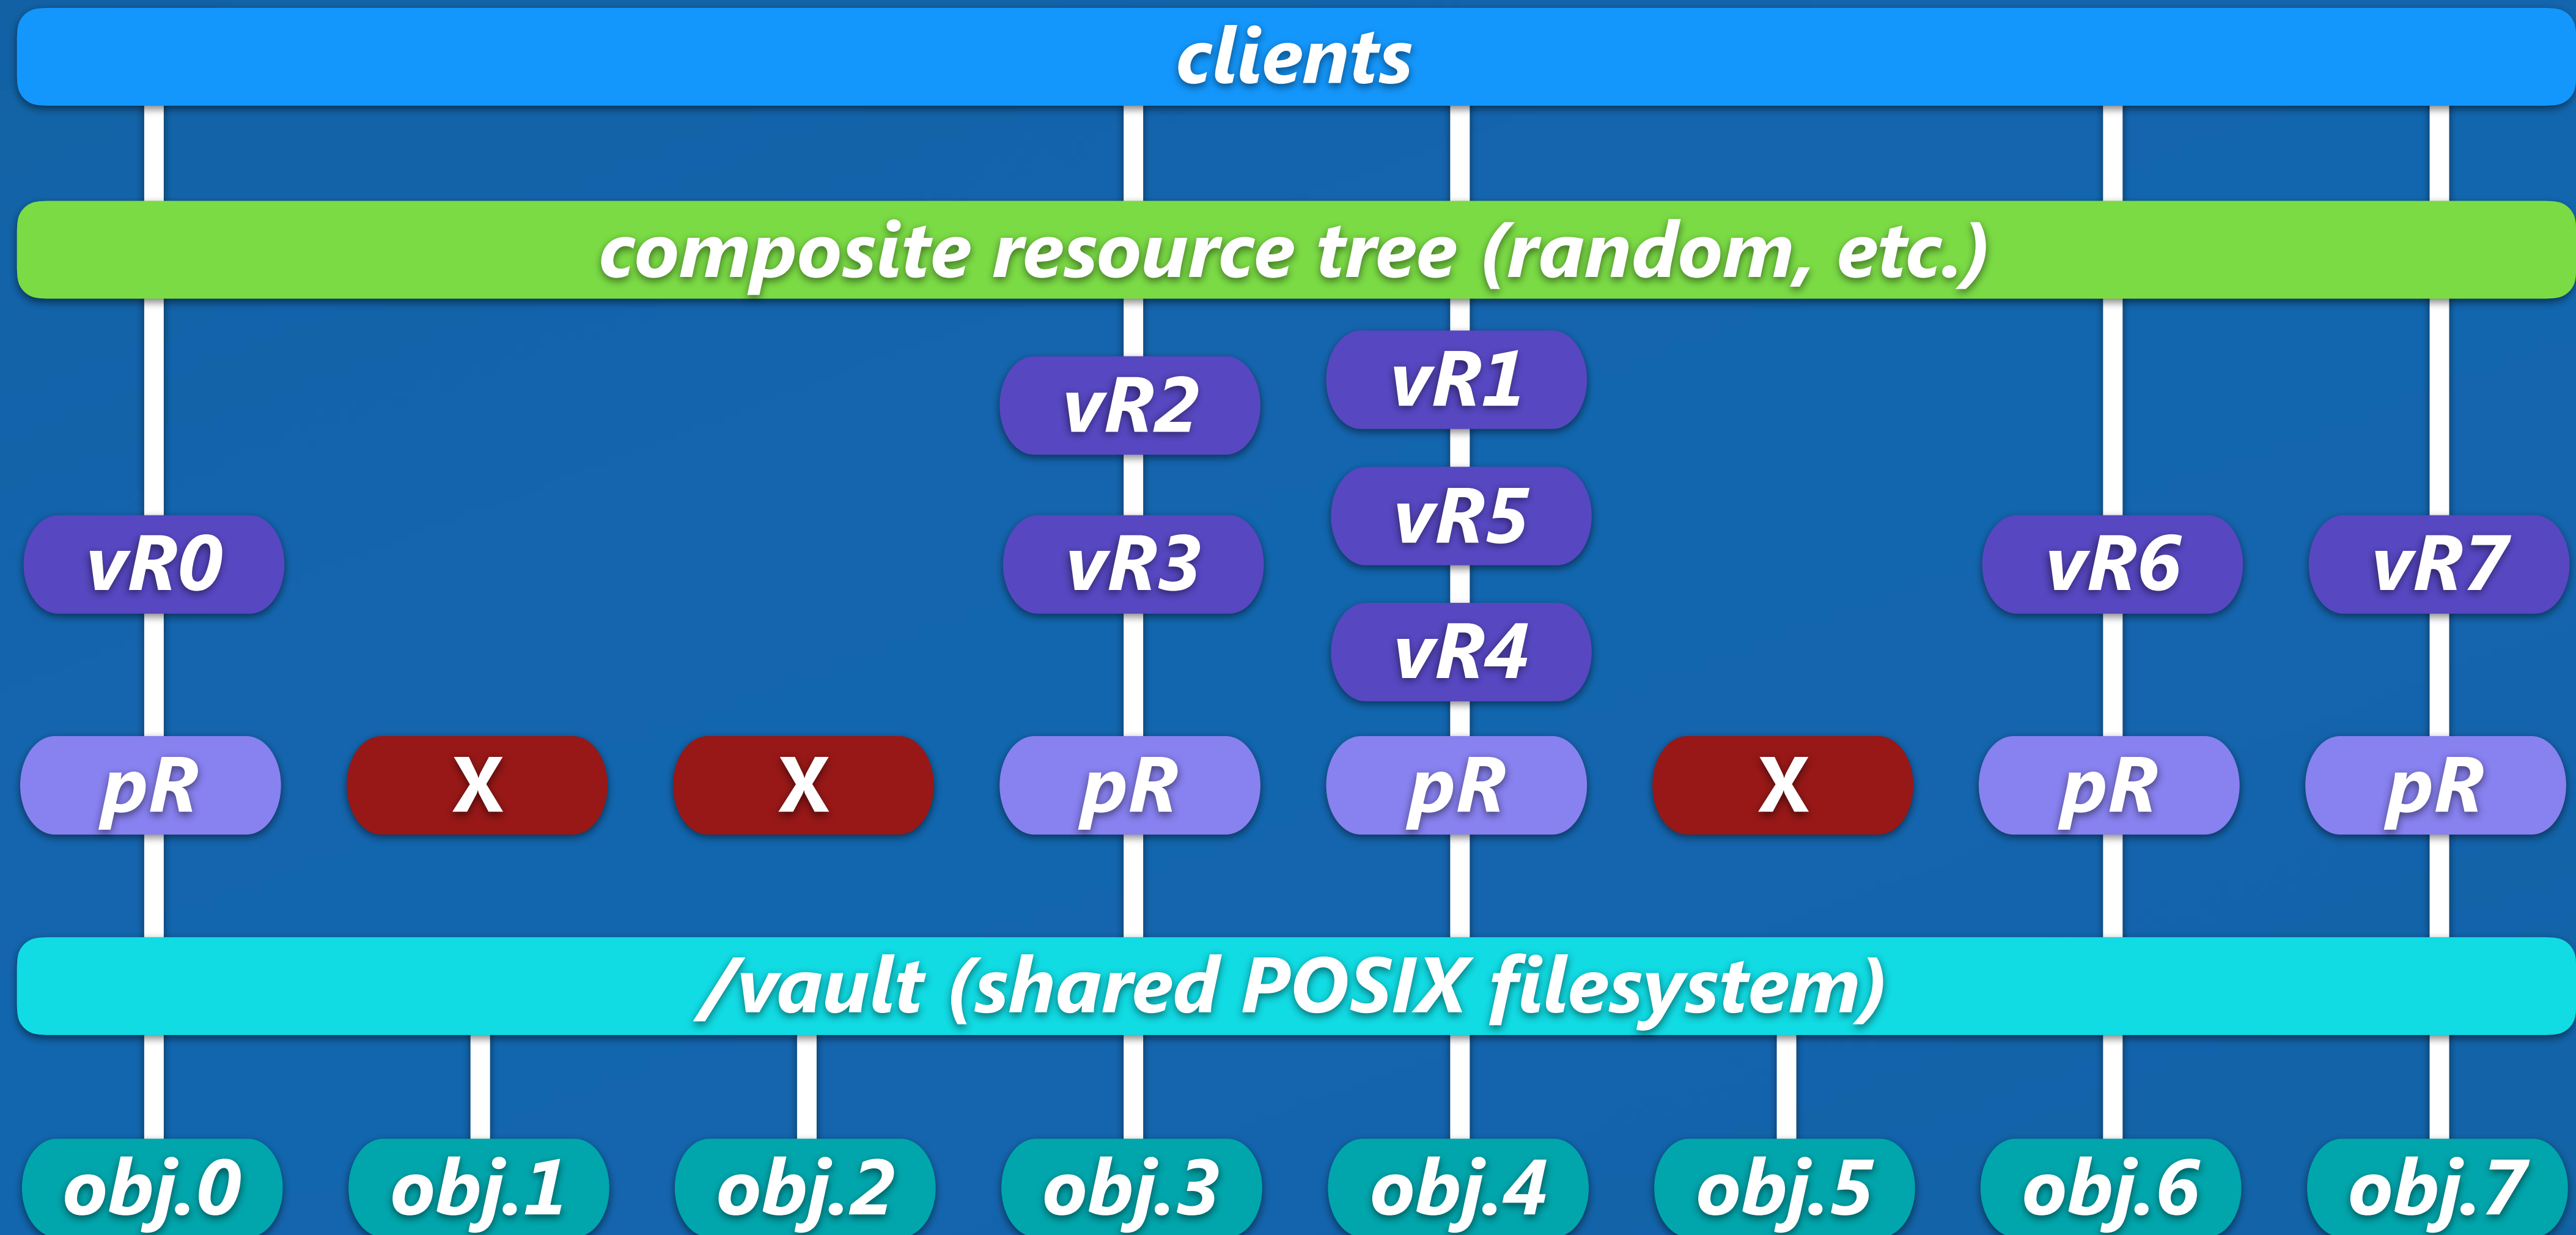 clients
composite resource tree (random, etc.)
vR1
vR2
vR5
vR0
vR3
vR6
vR7
vR4
pR
X
X
pR
pR
X
pR
pR
/vault (shared POSIX filesystem)
obj.0
obj.1
obj.2
obj.3
obj.4
obj.5
obj.6
obj.7